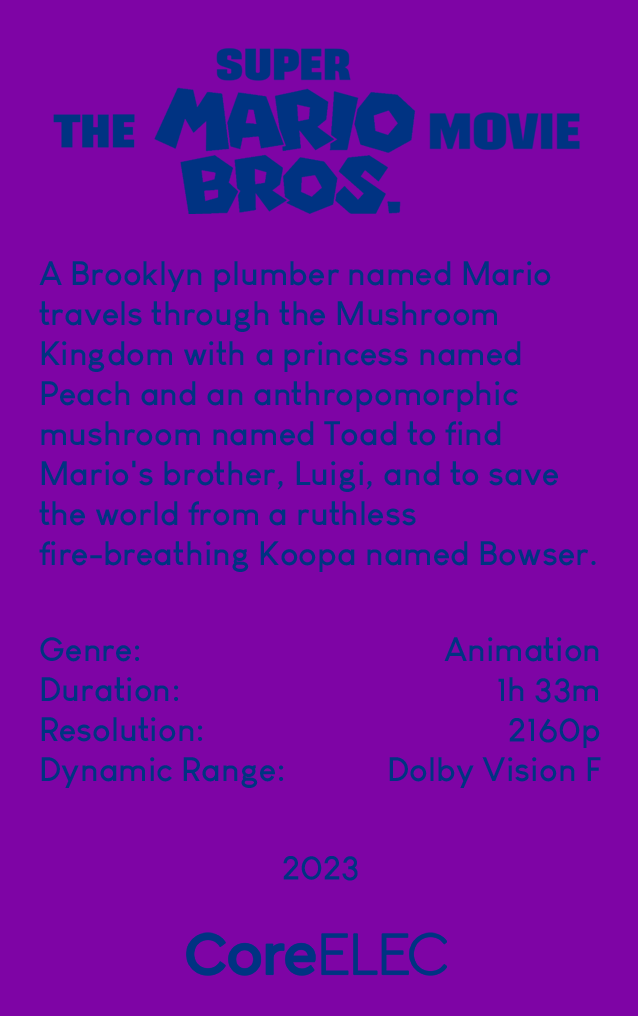 THE SUPER MARIO BROS. MOVIE
A Brooklyn plumber named Mario
travels through the Mushroom
Kingdom with a princess named
Peach and an anthropomorphic
mushroom named Toad to find
Mario's brother, Luigi, and to save
the world from a ruthless
fire-breathing Koopa named Bowser.
Genre: Animation
Duration: 1h 33m
Resolution: 2160p
Dynamic Range: Dolby Vision F
2023
CoreELEC